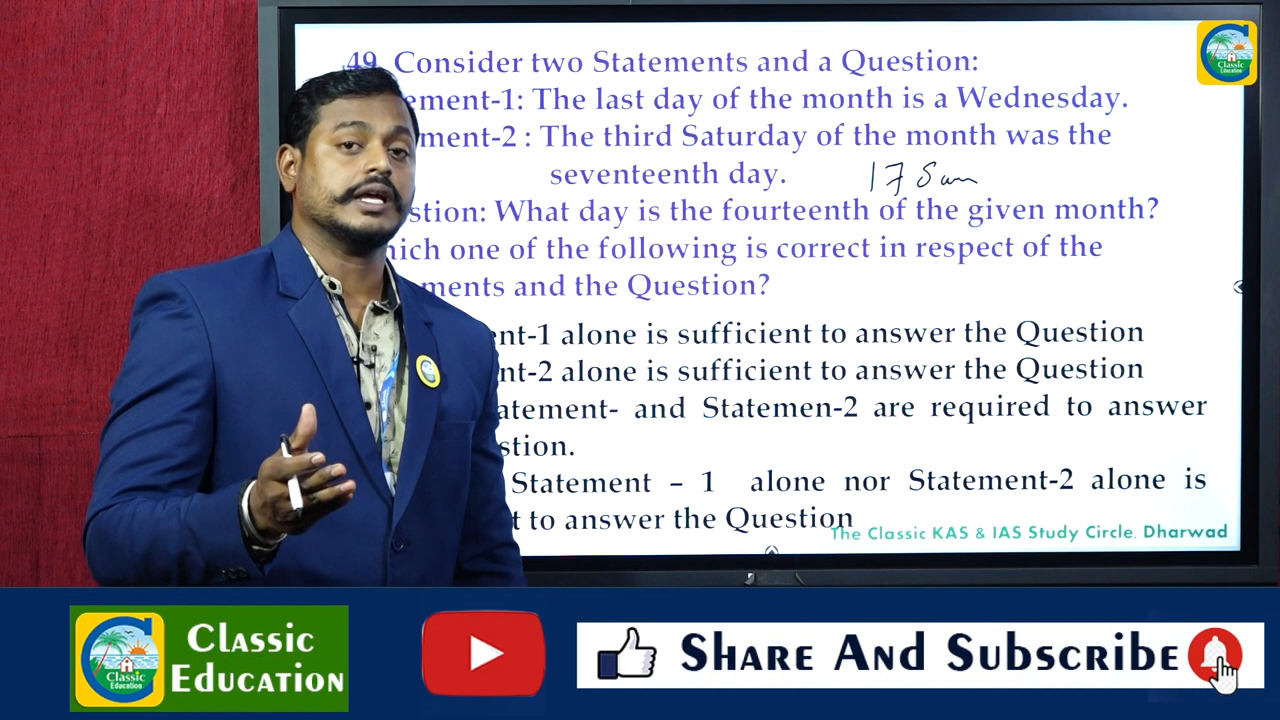 49. Consider two Statements and a Question:
ement-1: The last day of the month is a Wednesday.
ment-2 : The third Saturday of the month was the
seventeenth day.
17
stion: What day is the fourteenth of the given month?
hich one of the following is correct in respect of the
ments and the Question?
nt-1 alone is sufficient to answer the Question
nt-2 alone is sufficient to answer the Question
atement- and Statemen-2 are required to answer
stion.
Statement – 1 alone nor Statement-2 alone is
t to answer the Question
The Classic KAS & IAS Study Circle, Dharwad
Classic
Education
Classic
Education
Classic
Education
SHARE AND SUBSCRIBE